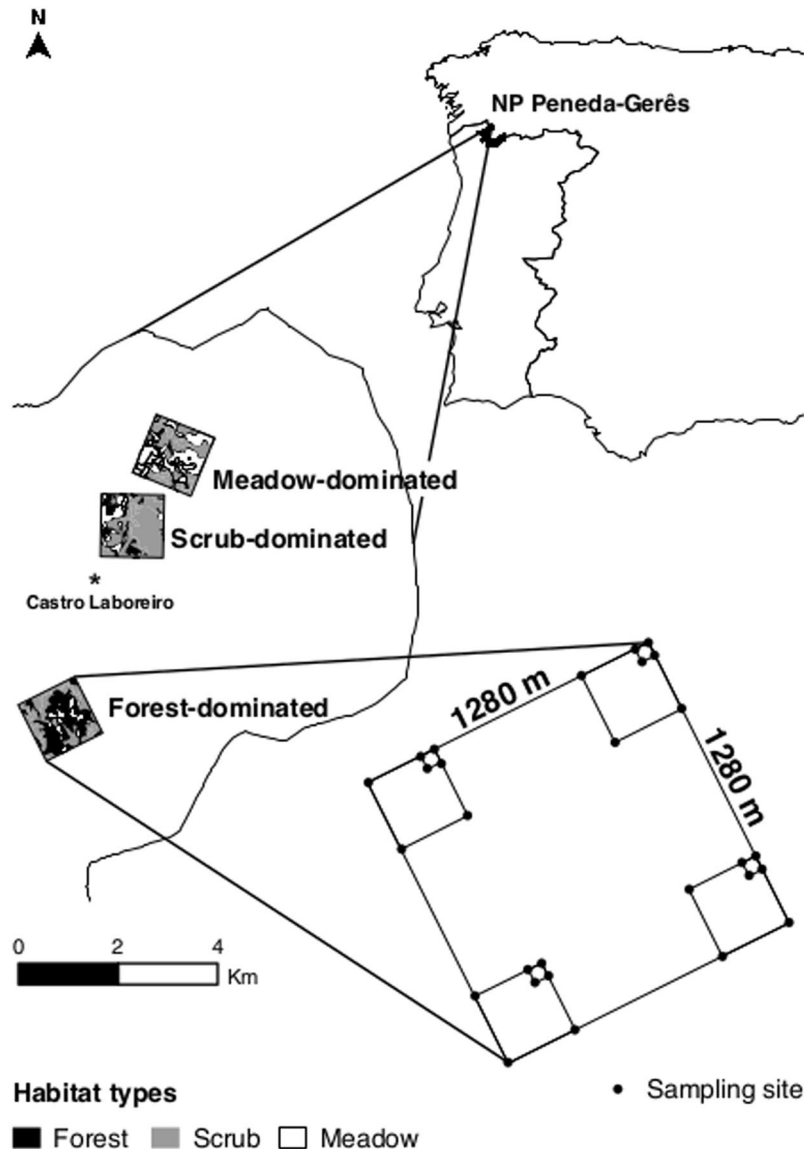 N
NP Peneda-Gerês
Meadow-dominated
Scrub-dominated
*
Castro Laboreiro
Forest-dominated
1280 m
1280 m
0 2 4
Km
Habitat types
Sampling site
Forest Scrub Meadow